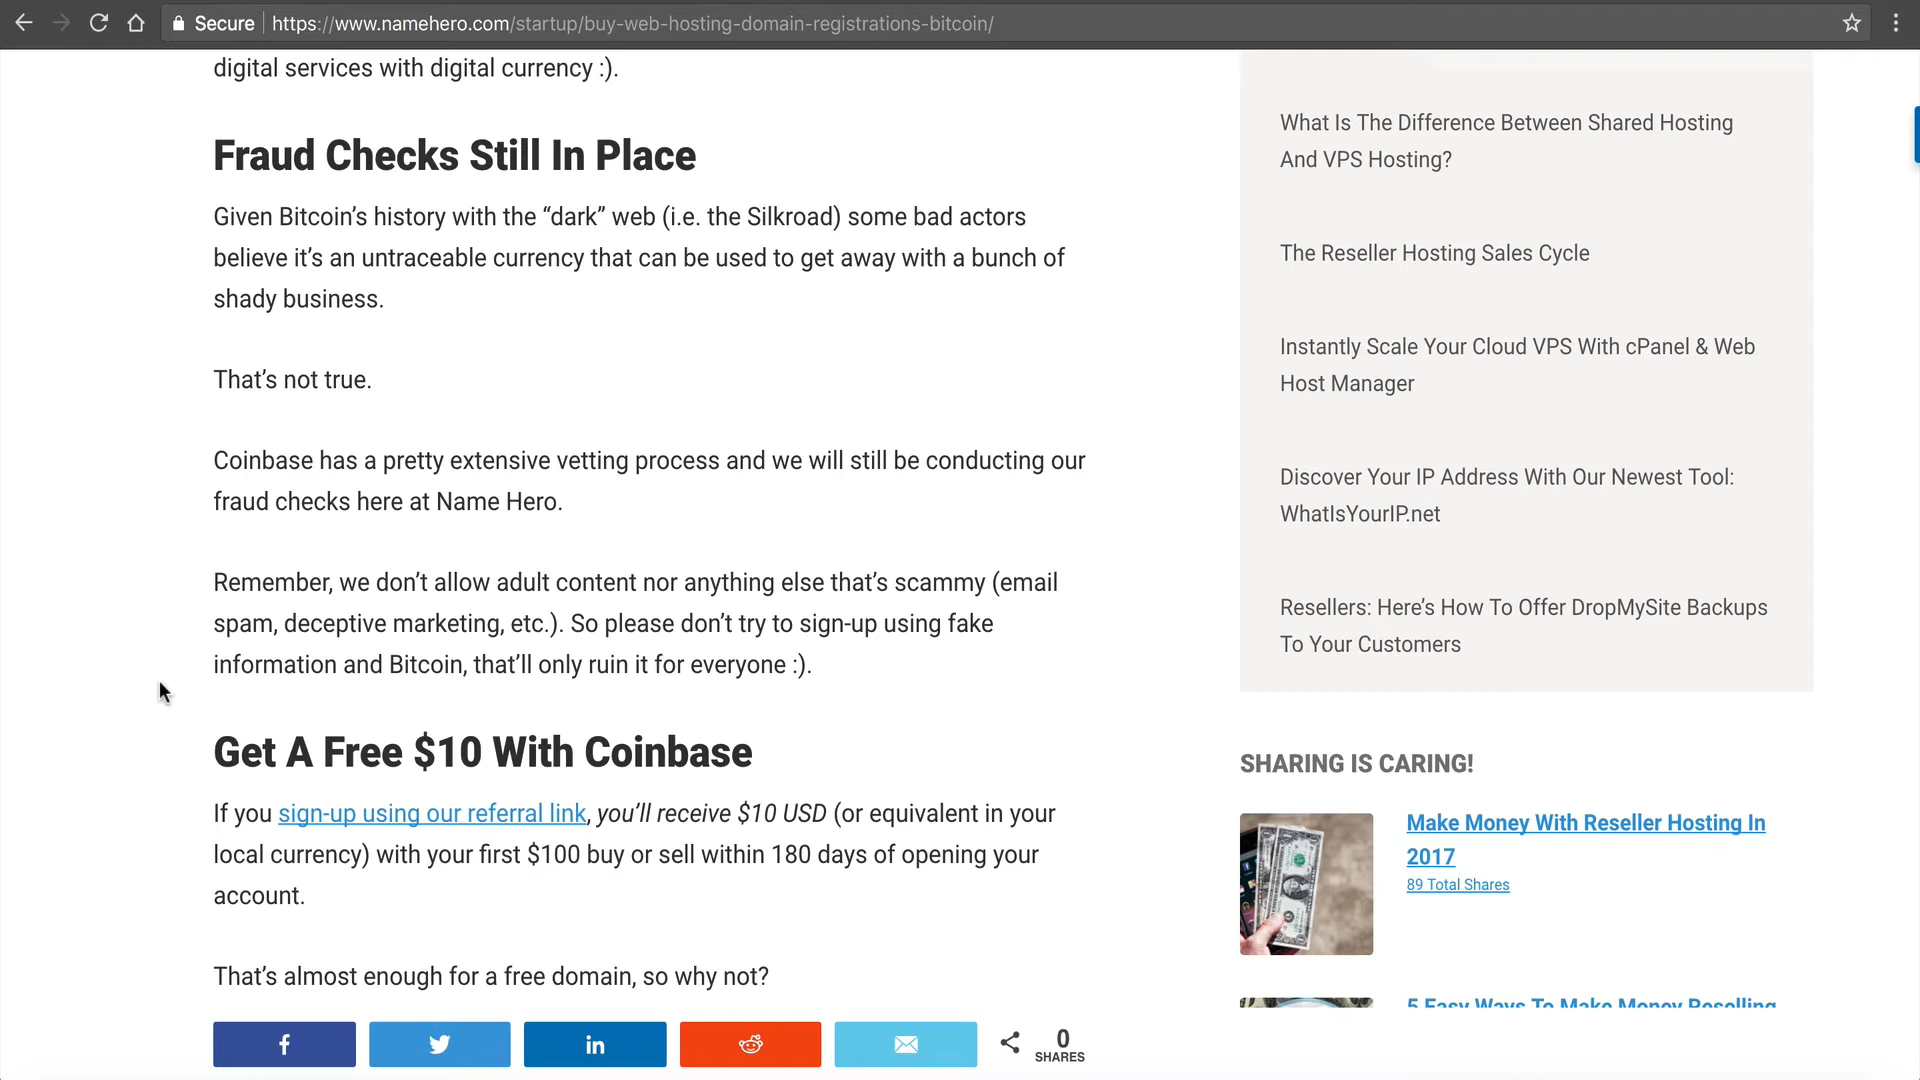 Secure
https://www.namehero.com/startup/buy-web-hosting-domain-registrations-bitcoin/
digital services with digital currency :).
Fraud Checks Still In Place
Given Bitcoin’s history with the “dark” web (i.e. the Silkroad) some bad actors
believe it’s an untraceable currency that can be used to get away with a bunch of
shady business.
That’s not true.
Coinbase has a pretty extensive vetting process and we will still be conducting our
fraud checks here at Name Hero.
Remember, we don’t allow adult content nor anything else that’s scammy (email
spam, deceptive marketing, etc.). So please don’t try to sign-up using fake
information and Bitcoin, that’ll only ruin it for everyone :).
Get A Free $10 With Coinbase
If you sign-up using our referral link, you’ll receive $10 USD (or equivalent in your
local currency) with your first $100 buy or sell within 180 days of opening your
account.
That’s almost enough for a free domain, so why not?
0
SHARES
What Is The Difference Between Shared Hosting
And VPS Hosting?
The Reseller Hosting Sales Cycle
Instantly Scale Your Cloud VPS With cPanel & Web
Host Manager
Discover Your IP Address With Our Newest Tool:
WhatIsYourIP.net
Resellers: Here’s How To Offer DropMySite Backups
To Your Customers
SHARING IS CARING!
Make Money With Reseller Hosting In
2017
89 Total Shares
5 Easy Ways To Make Money Reselling